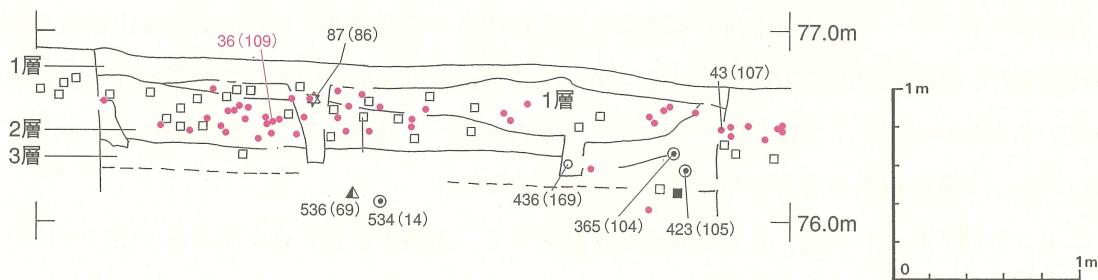 87(86)
77.0m
36(109)
1層
43(107)
1m
1層
2層
3層
436(169)
536(69)
534(14)
365(104)
423(105)
76.0m
0
1m